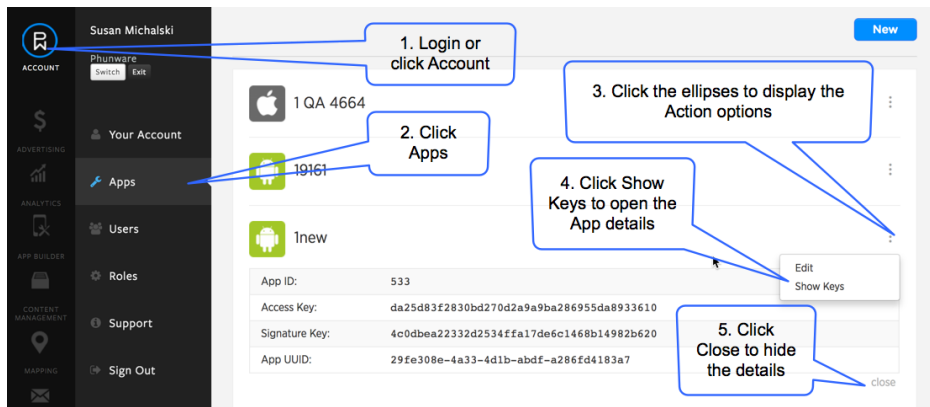 ACCOUNT
ADVERTISING
ANALYTICS
APP BUILDER
CONTENT
MANAGEMENT
MAPPING
Susan Michalski
Phunware
Switch Exit
Your Account
Apps
Users
Roles
Support
Sign Out
New
1. Login or
click Account
2. Click
Apps
3. Click the ellipses to display the
Action options
4. Click Show
Keys to open the
App details
5. Click
Close to hide
the details
1 QA 4664
19161
1new
Edit
Show Keys
App ID: 533
Access Key: da25d83f2830bd270d2a9a9ba286955da8933610
Signature Key: 4c0dbea22332d2534ffa17de6c1468b14982b620
App UUID: 29fe308e-4a33-4d1b-abdf-a286fd4183a7
close